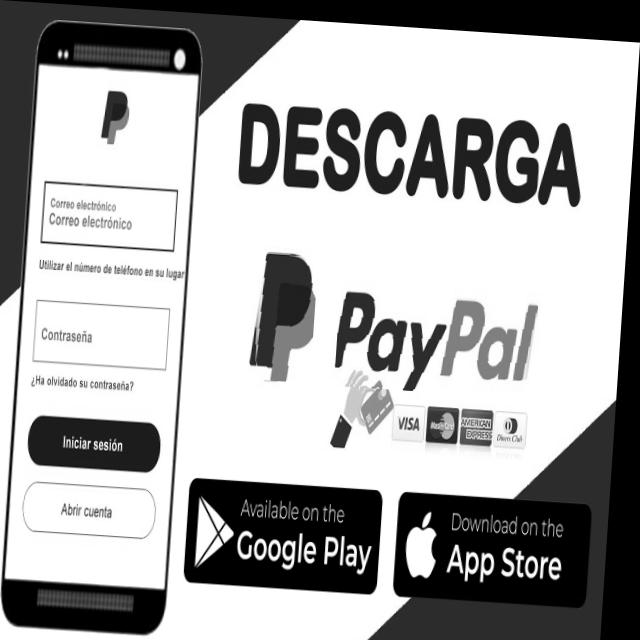 DESCARGA
PayPal
VISA
MasterCard
AMERICAN
EXPRESS
Diners Club
Correo electrónico
Correo electrónico
Utilizar el número de teléfono en su lugar
Contraseña
¿Ha olvidado su contraseña?
Iniciar sesión
Abrir cuenta
Available on the
Google Play
Download on the
App Store